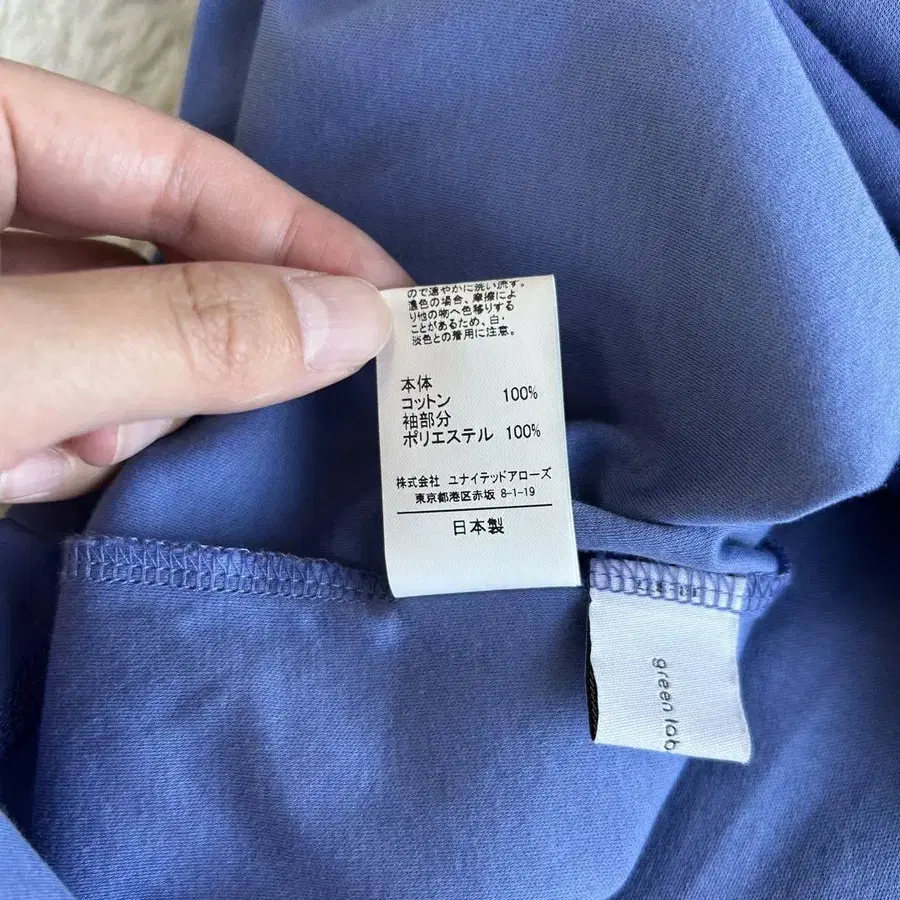 ので速やかに洗い流す。
濃色の場合、摩擦によ
り他の物へ色移りする
ことがあるため、白・
淡色との着用に注意。
本体
コットン 100%
袖部分
ポリエステル 100%
株式会社 ユナイテッドアローズ
東京都港区赤坂 8-1-19
日本製
green lab